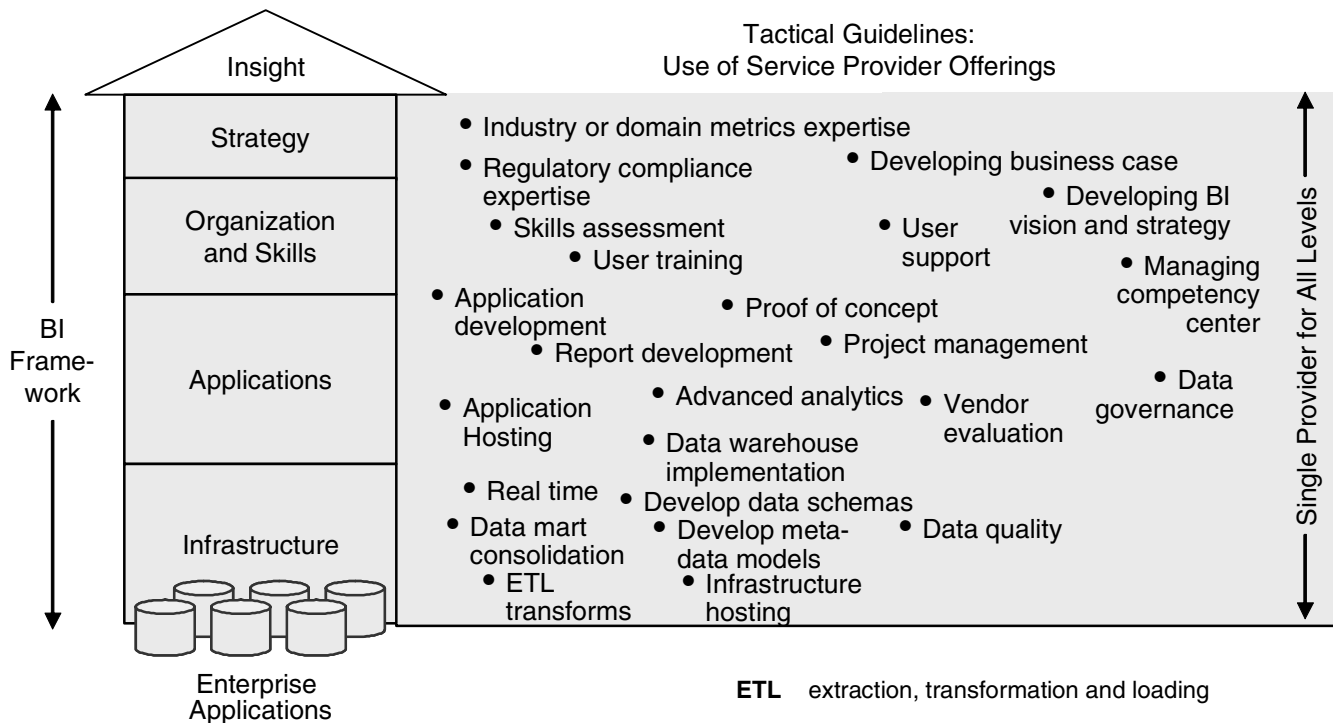 Tactical Guidelines:
Use of Service Provider Offerings
Insight
Strategy
Organization
and Skills
Applications
Infrastructure
BI
Frame-
work
Enterprise
Applications
• Industry or domain metrics expertise
• Regulatory compliance
expertise
• Developing business case
• Developing BI
vision and strategy
• Skills assessment
• User
support
• User training
• Managing
competency
center
• Application
development
• Proof of concept
• Report development
• Project management
• Data
governance
• Advanced analytics
• Vendor
evaluation
• Application
Hosting
• Data warehouse
implementation
• Real time
• Develop data schemas
• Data mart
consolidation
• Develop meta-
data models
• Data quality
• ETL
transforms
• Infrastructure
hosting
Single Provider for All Levels
ETL extraction, transformation and loading